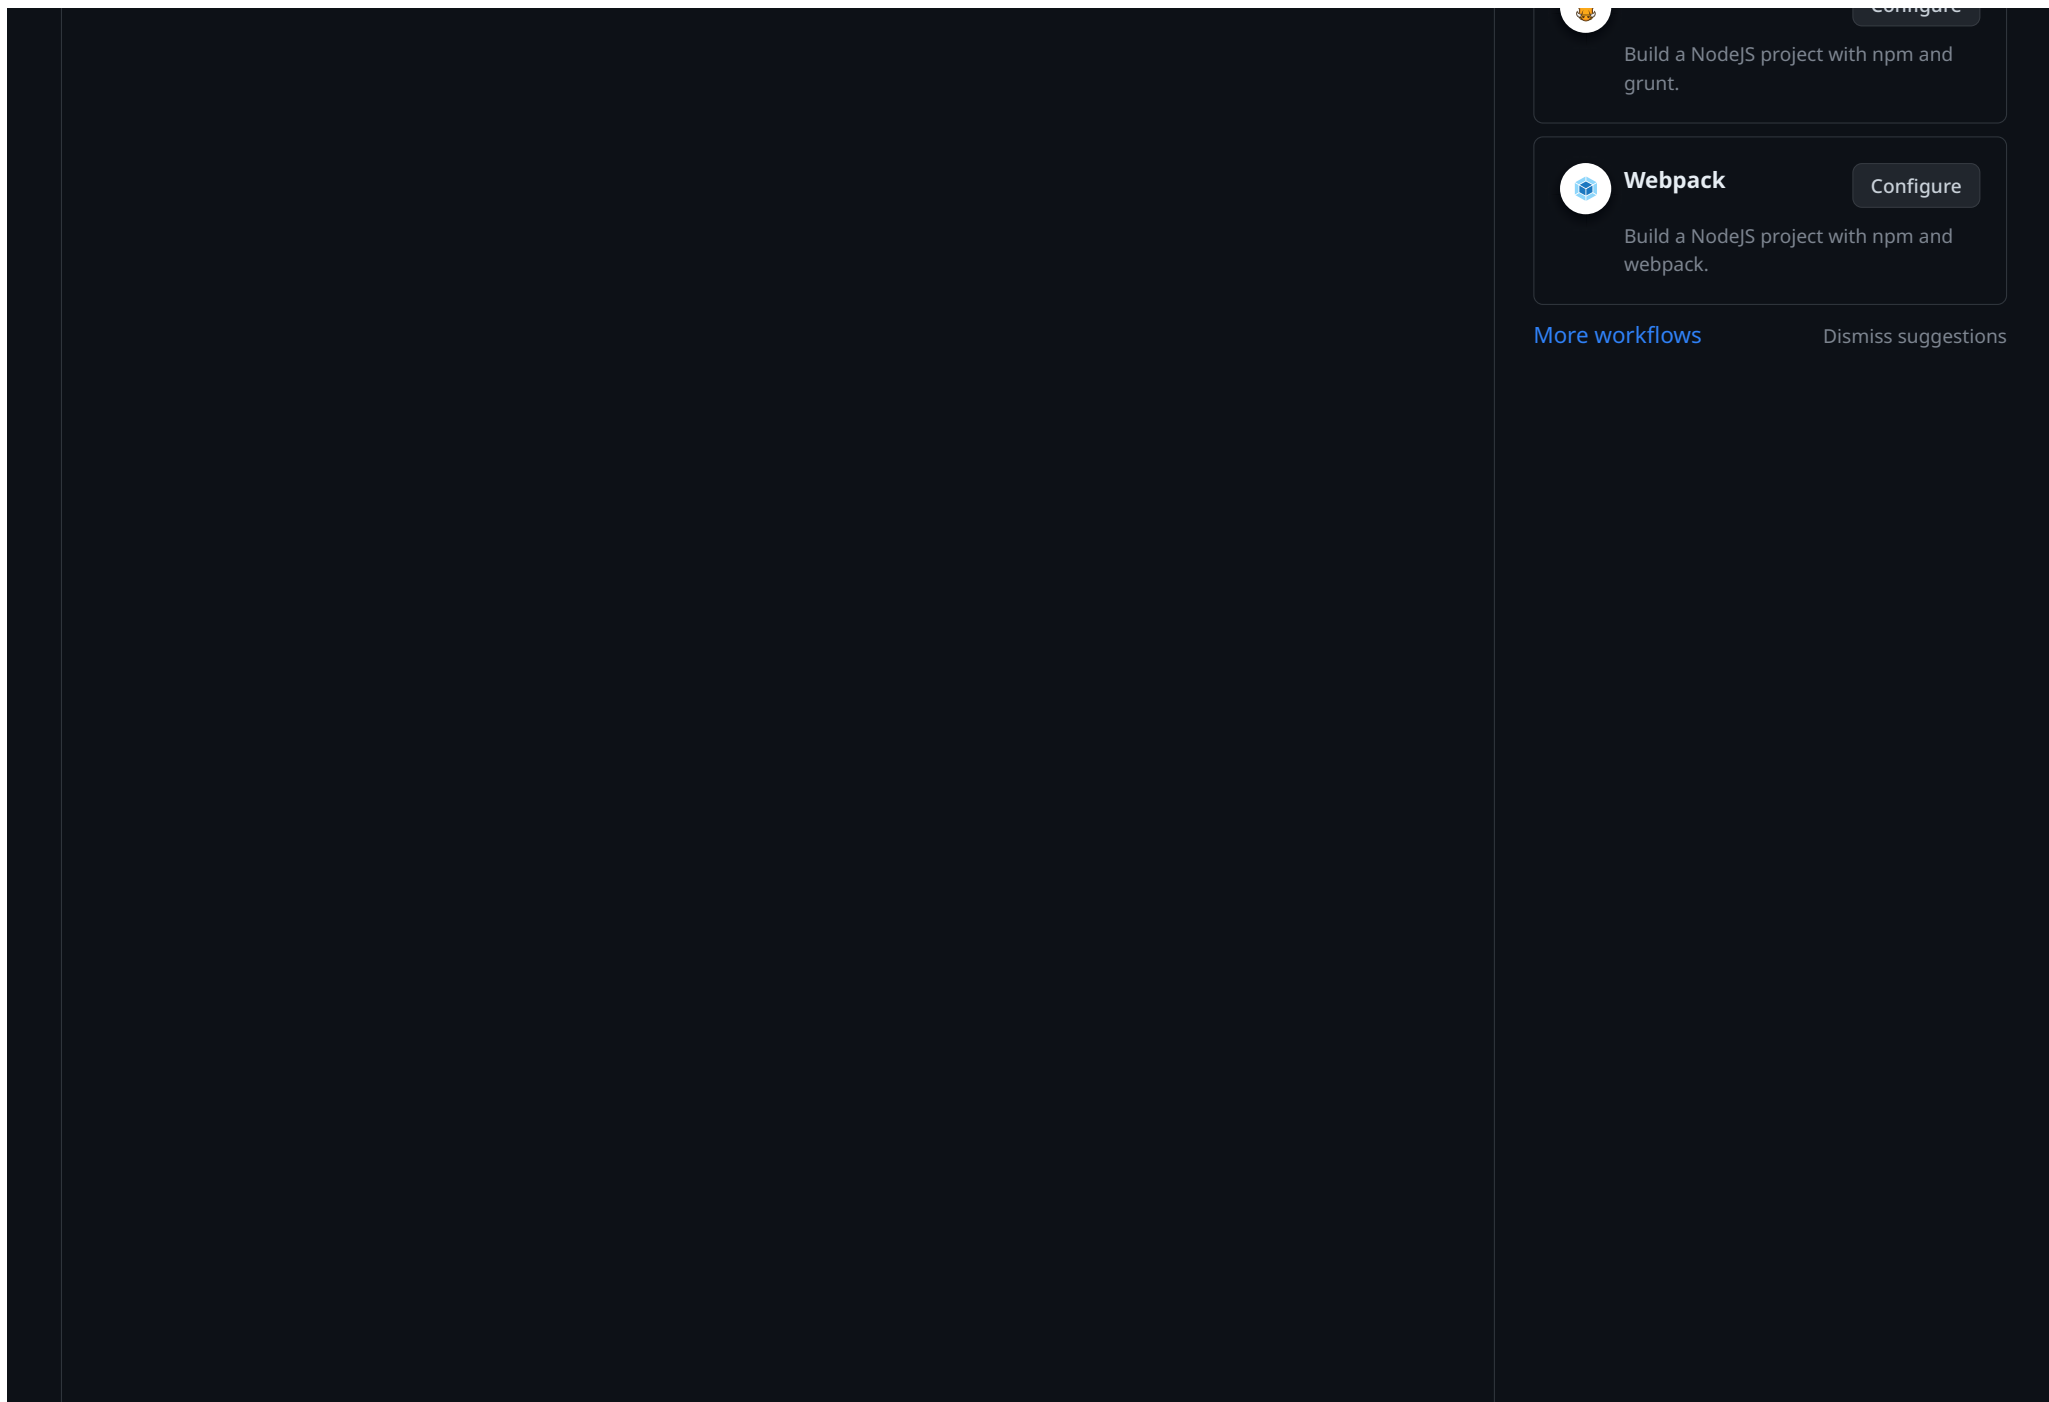 Configure
Build a NodeJS project with npm and
grunt.
Webpack
Configure
Build a NodeJS project with npm and
webpack.
More workflows
Dismiss suggestions